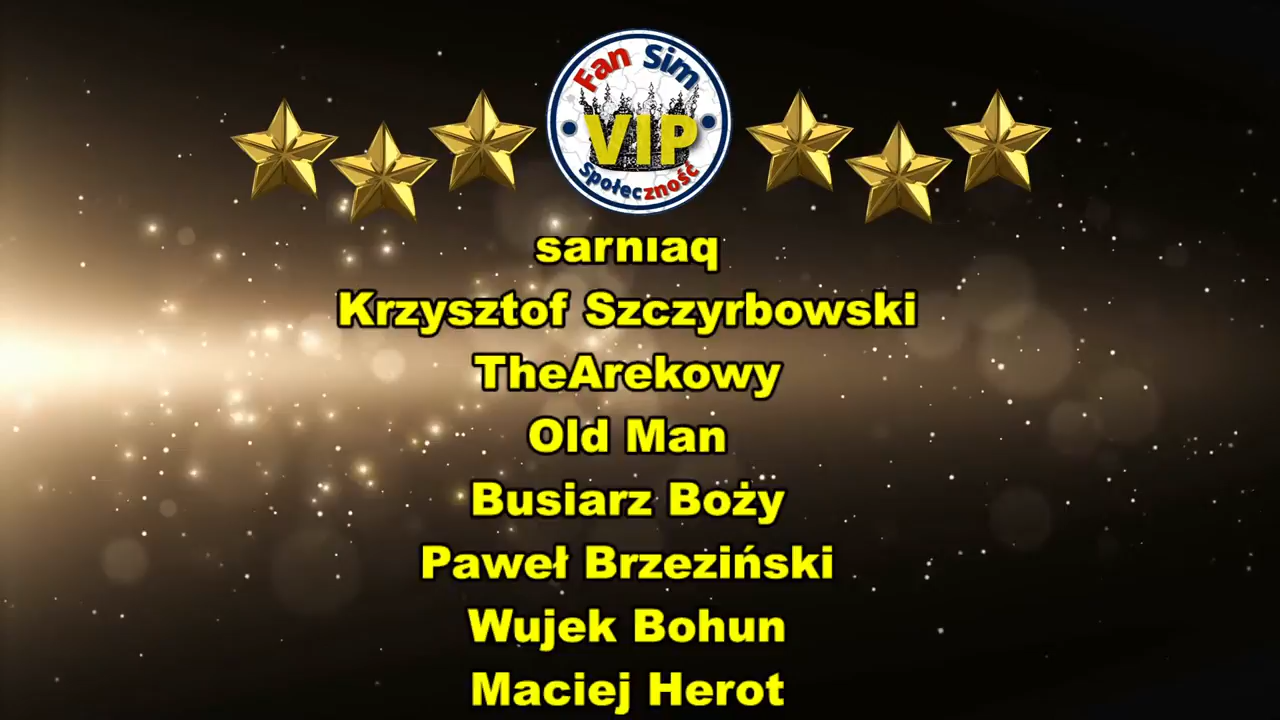 Fan Sim
VIP
Społeczność
sarniaq
Krzysztof Szczyrbowski
TheArekowy
Old Man
Busiarz Boży
Paweł Brzeziński
Wujek Bohun
Maciej Herot